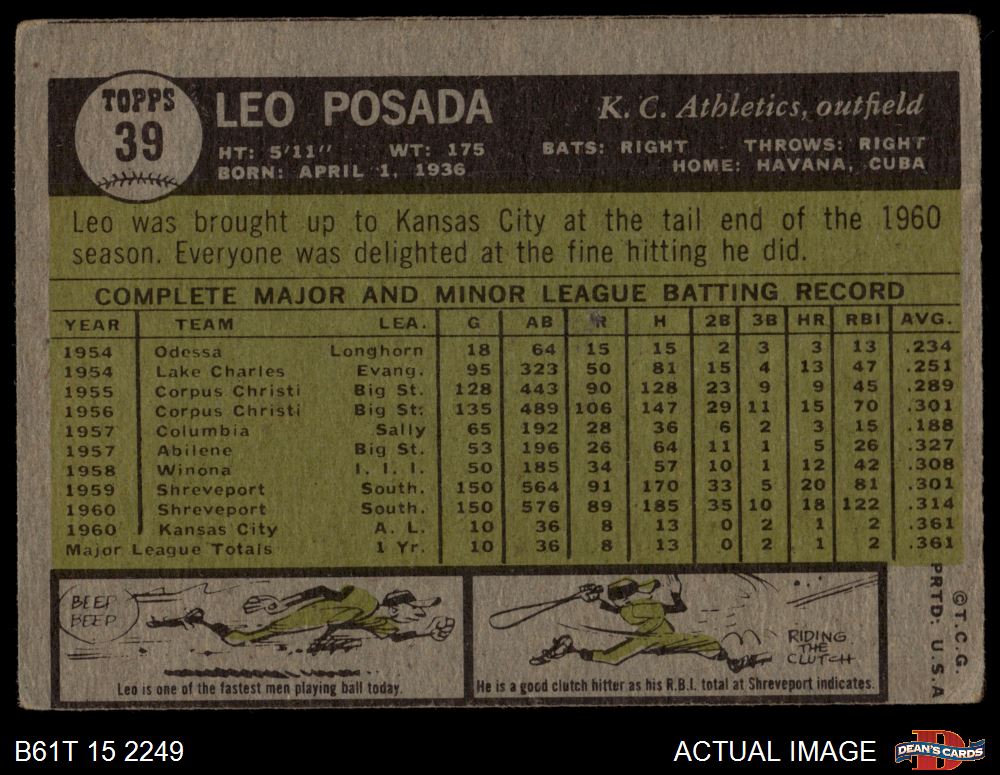 TOPPS
39
LEO POSADA
K. C. Athletics, outfield
HT: 5'11" WT: 175 BATS: RIGHT THROWS: RIGHT
BORN: APRIL 1, 1936 HOME: HAVANA, CUBA
Leo was brought up to Kansas City at the tail end of the 1960
season. Everyone was delighted at the fine hitting he did.
COMPLETE MAJOR AND MINOR LEAGUE BATTING RECORD
YEAR TEAM LEA. G AB R H 2B 3B HR RBI AVG.
1954 Odessa Longhorn 18 64 15 15 2 3 3 13 .234
1954 Lake Charles Evang. 95 323 50 81 15 4 13 47 .251
1955 Corpus Christi Big St. 128 443 90 128 23 9 9 45 .289
1956 Corpus Christi Big St. 135 489 106 147 29 11 15 70 .301
1957 Columbia Sally 65 192 28 36 6 2 3 15 .188
1957 Abilene Big St. 53 196 26 64 11 1 5 26 .327
1958 Winona I. I. I. 50 185 34 57 10 1 12 42 .308
1959 Shreveport South. 150 564 91 170 33 5 20 81 .301
1960 Shreveport South. 150 576 89 185 35 10 18 122 .314
1960 Kansas City A. L. 10 36 8 13 0 2 1 2 .361
Major League Totals 1 Yr. 10 36 8 13 0 2 1 2 .361
BEEP
BEEP
Leo is one of the fastest men playing ball today.
RIDING
THE
CLUTCH
He is a good clutch hitter as his R.B.I. total at Shreveport indicates.
©T.C.G.
PRTD: U.S.A
B61T 15 2249
ACTUAL IMAGE
DEAN'S CARDS